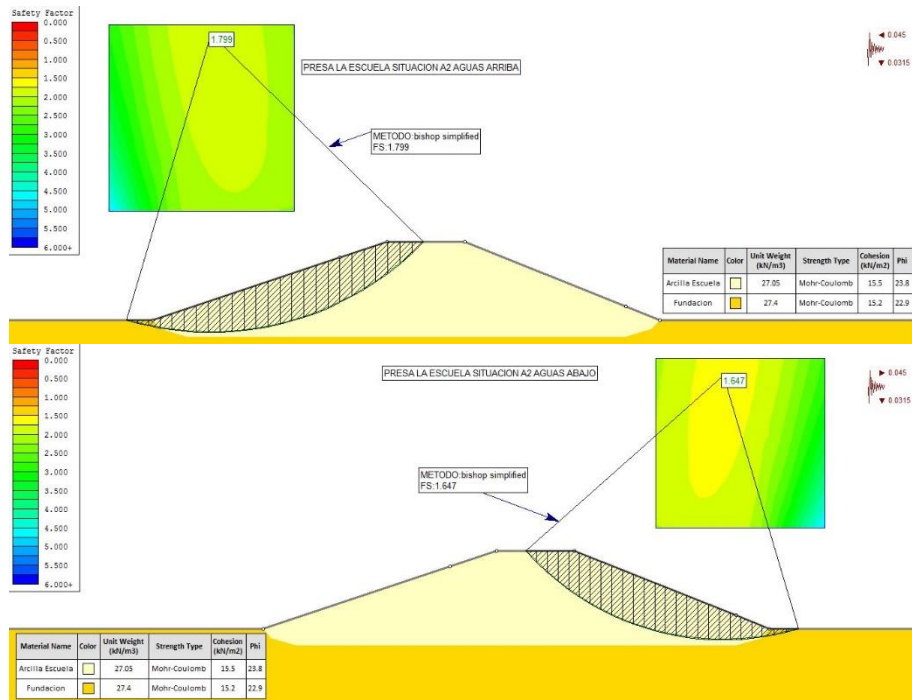 Safety Factor
0.000
0.500
1.000
1.500
2.000
2.500
3.000
3.500
4.000
4.500
5.000
5.500
6.000+
1.799
PRESA LA ESCUELA SITUACION A2 AGUAS ARRIBA
METODO:bishop simplified
FS:1.799
0.045
0.0315
Material Name Color Unit Weight (kN/m3) Strength Type Cohesion (kN/m2) Phi
Arcilla Escuela 27.05 Mohr-Coulomb 15.5 23.8
Fundacion 27.4 Mohr-Coulomb 15.2 22.9
Safety Factor
0.000
0.500
1.000
1.500
2.000
2.500
3.000
3.500
4.000
4.500
5.000
5.500
6.000+
PRESA LA ESCUELA SITUACION A2 AGUAS ABAJO
1.647
METODO:bishop simplified
FS:1.647
0.045
0.0315
Material Name Color Unit Weight (kN/m3) Strength Type Cohesion (kN/m2) Phi
Arcilla Escuela 27.05 Mohr-Coulomb 15.5 23.8
Fundacion 27.4 Mohr-Coulomb 15.2 22.9